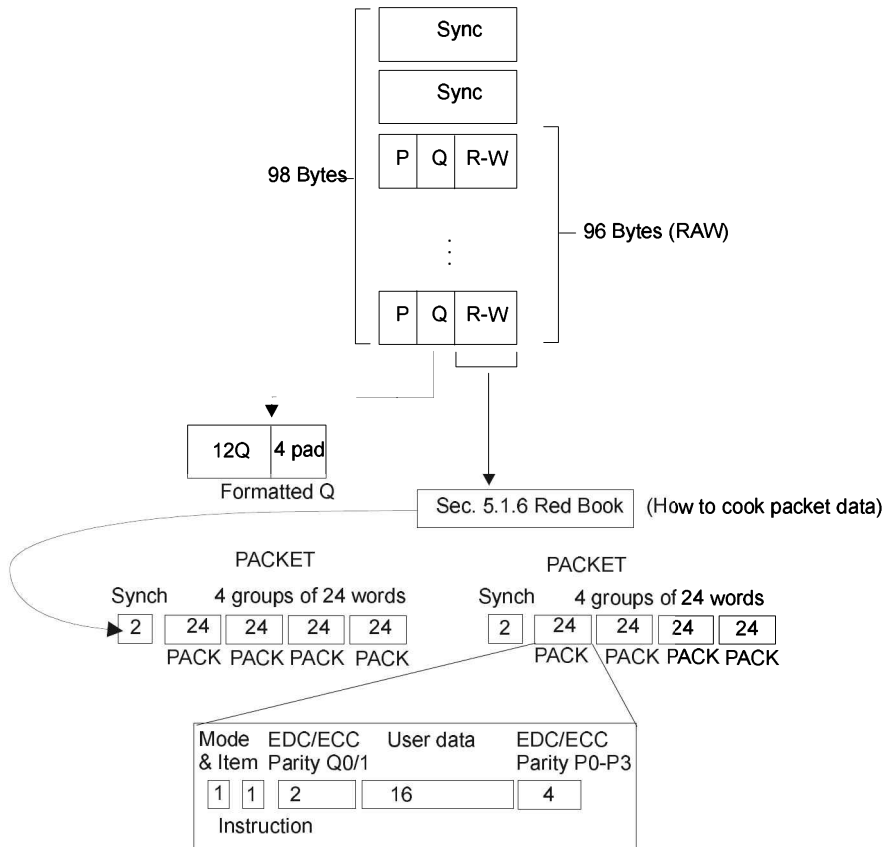 Sync
Sync
P Q R-W
98 Bytes
96 Bytes (RAW)
P Q R-W
12Q 4 pad
Formatted Q
Sec. 5.1.6 Red Book (How to cook packet data)
PACKET
Synch 4 groups of 24 words
2 24 24 24 24
PACK PACK PACK PACK
PACKET
Synch 4 groups of 24 words
2 24 24 24 24
PACK PACK PACK PACK
Mode EDC/ECC User data EDC/ECC
& Item Parity Q0/1 Parity P0-P3
1 1 2 16 4
Instruction